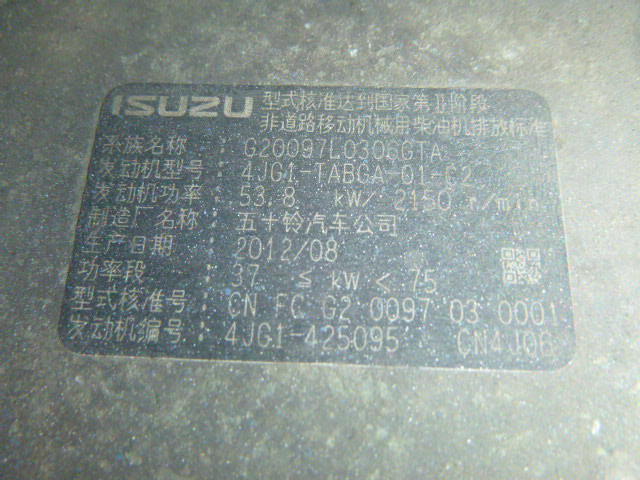 ISUZU 型式核准达到国家第Ⅱ阶段
非道路移动机械用柴油机排放标准
系族名称 : G20097L0306GTA
发动机型号 : 4JG1-TABGA-01-C2
发动机功率 : 53.8 kW/ 2150 r/min
制造厂名称 : 五十铃汽车公司
生产日期 : 2012/08
功率段 : 37 ≤ kW < 75
型式核准号 : CN FC G2 0097 03 0001
发动机编号 : 4JG1-425095 CN4J06